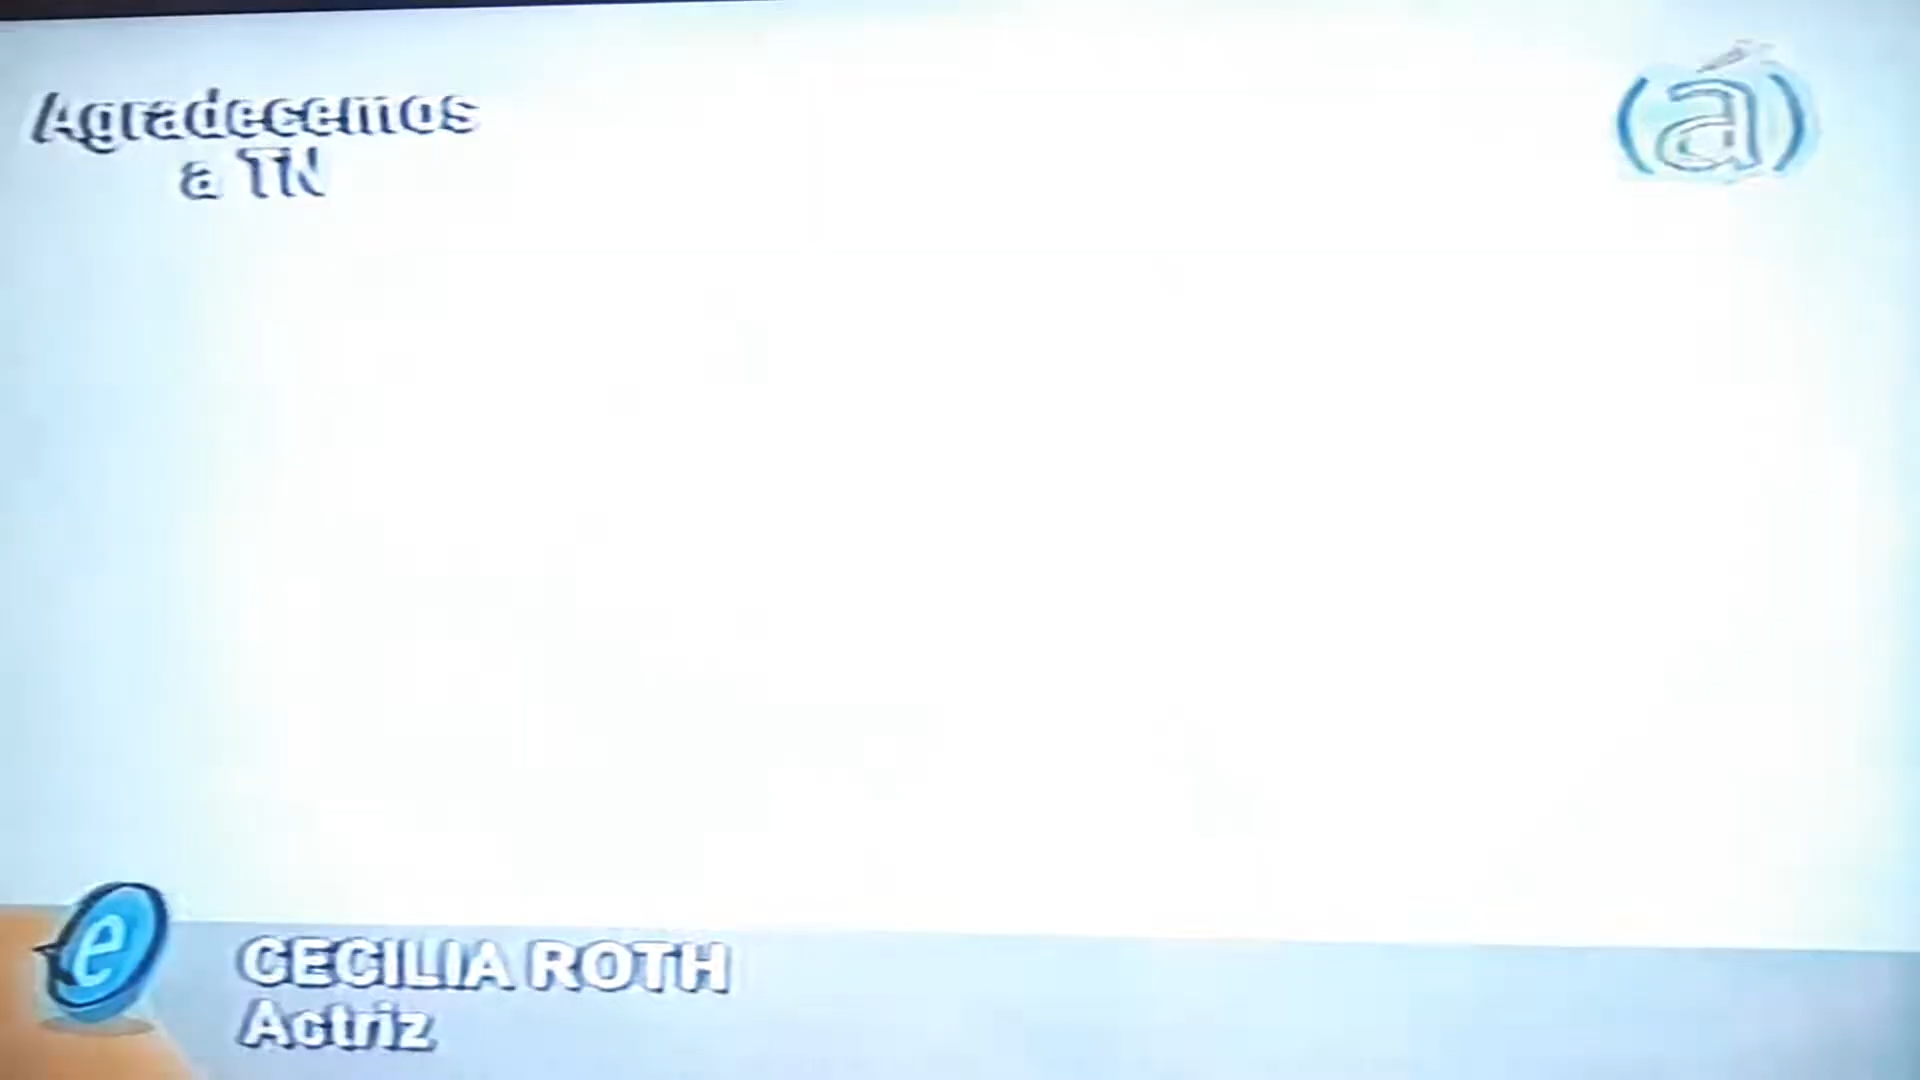 Agradecemos
a TN
(á)
e
CECILIA ROTH
Actriz